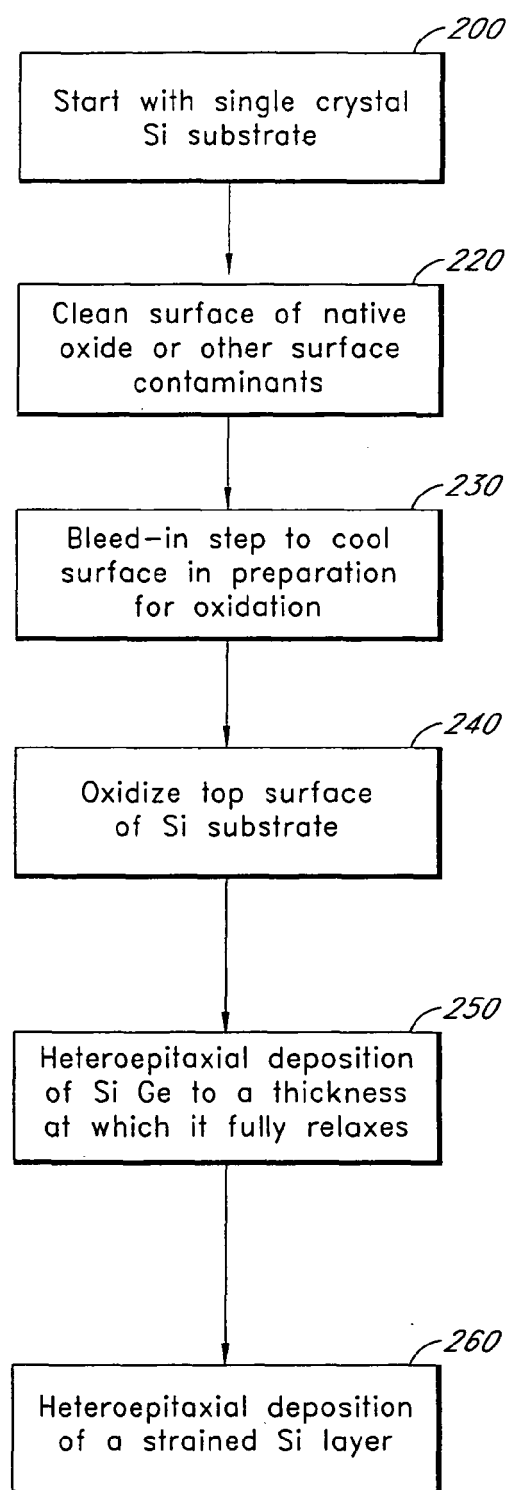 200
Start with single crystal
Si substrate
220
Clean surface of native
oxide or other surface
contaminants
230
Bleed-in step to cool
surface in preparation
for oxidation
240
Oxidize top surface
of Si substrate
250
Heteroepitaxial deposition
of Si Ge to a thickness
at which it fully relaxes
260
Heteroepitaxial deposition
of a strained Si layer